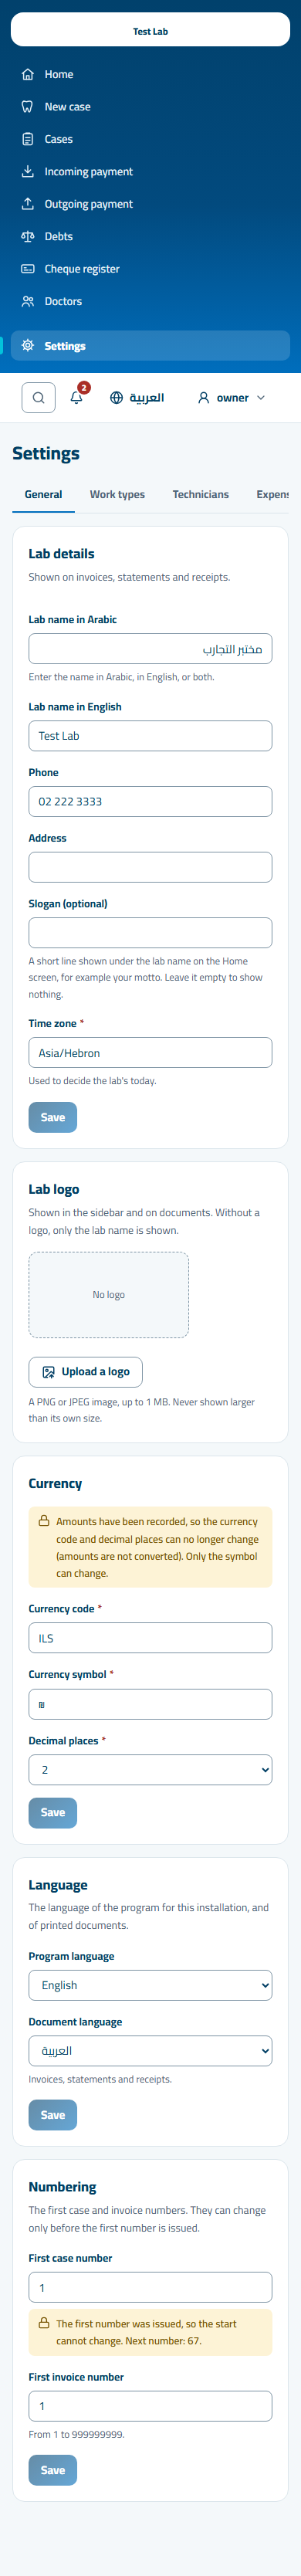 Test Lab
Home
New case
Cases
Incoming payment
Outgoing payment
Debts
Cheque register
Doctors
Settings
2
العربية
owner
Settings
General
Work types
Technicians
Expens
Lab details
Shown on invoices, statements and receipts.
Lab name in Arabic
مختبر التجارب
Enter the name in Arabic, in English, or both.
Lab name in English
Test Lab
Phone
02 222 3333
Address
Slogan (optional)
A short line shown under the lab name on the Home
screen, for example your motto. Leave it empty to show
nothing.
Time zone *
Asia/Hebron
Used to decide the lab's today.
Save
Lab logo
Shown in the sidebar and on documents. Without a
logo, only the lab name is shown.
No logo
Upload a logo
A PNG or JPEG image, up to 1 MB. Never shown larger
than its own size.
Currency
Amounts have been recorded, so the currency
code and decimal places can no longer change
(amounts are not converted). Only the symbol
can change.
Currency code *
ILS
Currency symbol *
₪
Decimal places *
2
Save
Language
The language of the program for this installation, and
of printed documents.
Program language
English
Document language
العربية
Invoices, statements and receipts.
Save
Numbering
The first case and invoice numbers. They can change
only before the first number is issued.
First case number
1
The first number was issued, so the start
cannot change. Next number: 67.
First invoice number
1
From 1 to 999999999.
Save